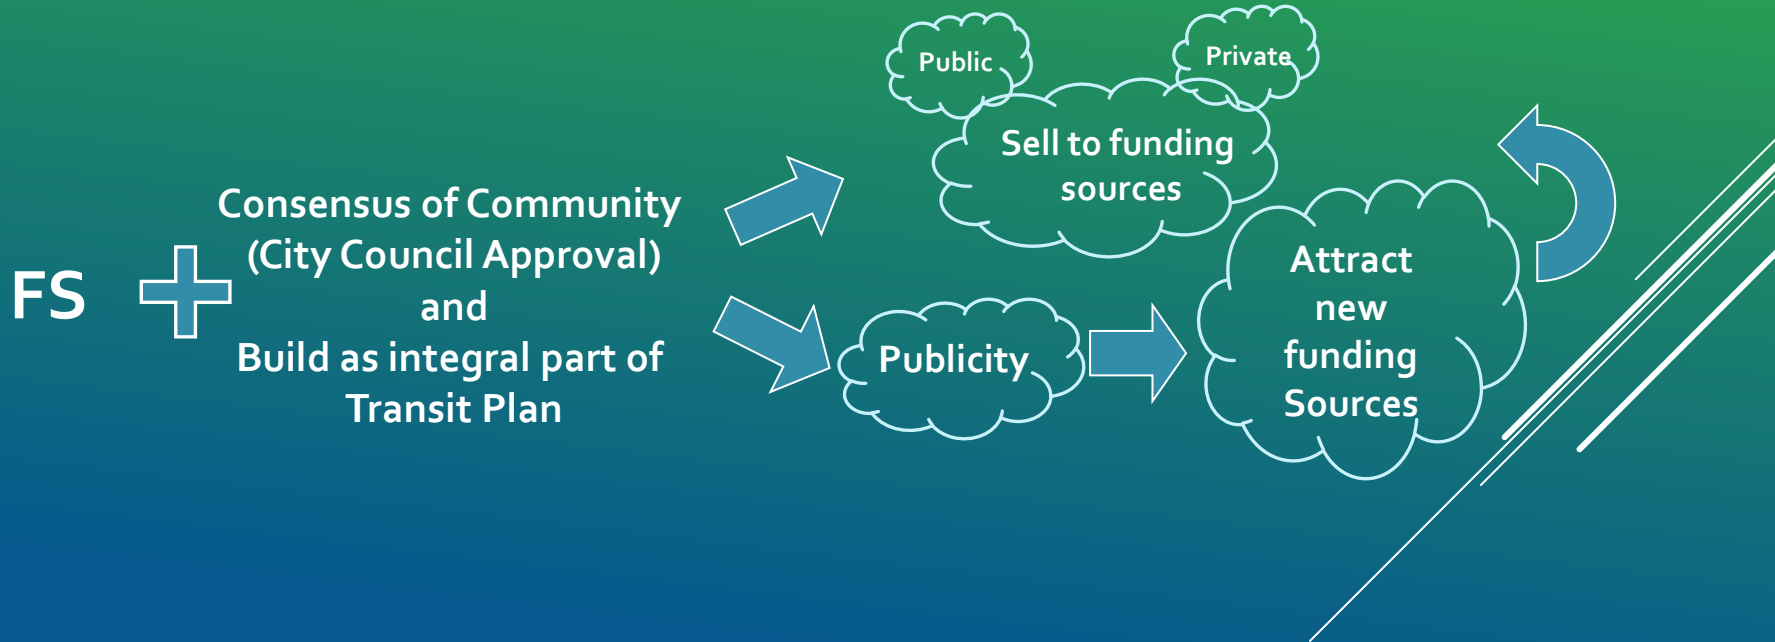 FS
Consensus of Community
(City Council Approval)
and
Build as integral part of
Transit Plan
Public
Private
Sell to funding
sources
Publicity
Attract
new
funding
Sources